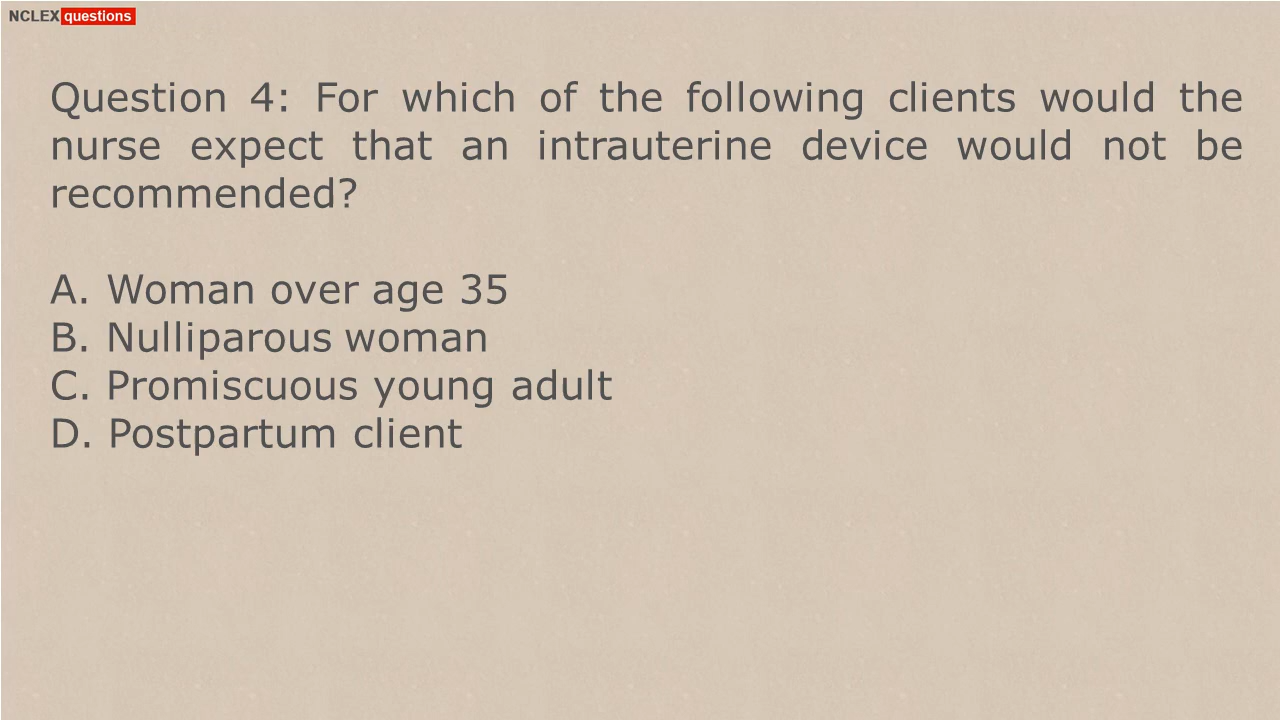 NCLEX questions
Question 4: For which of the following clients would the
nurse expect that an intrauterine device would not be
recommended?
A. Woman over age 35
B. Nulliparous woman
C. Promiscuous young adult
D. Postpartum client